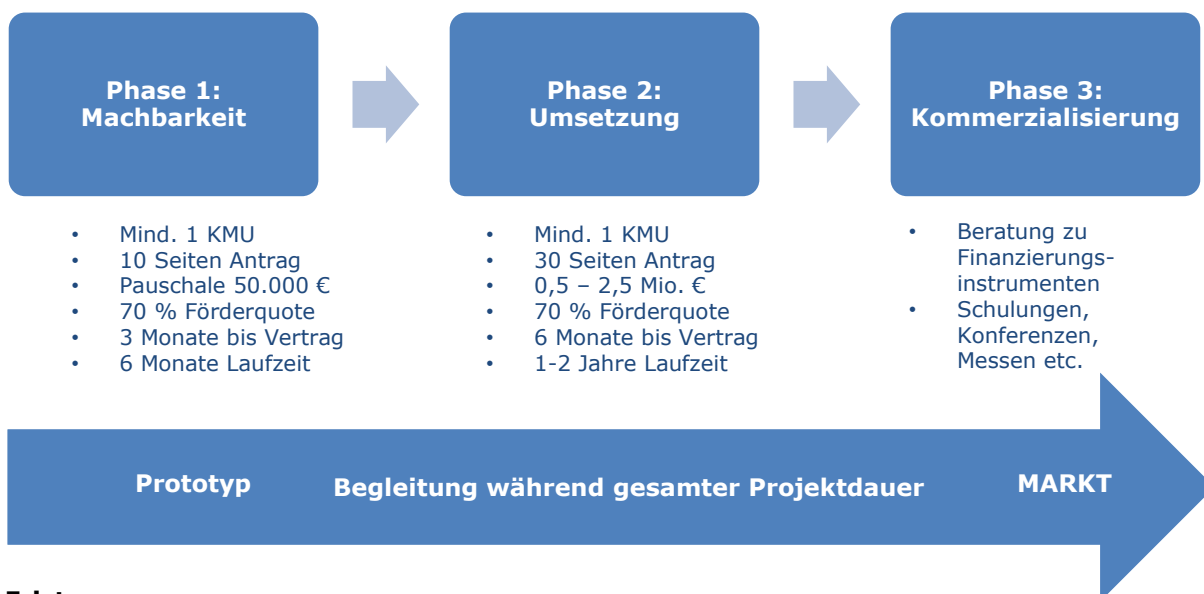 Phase 1:
Machbarkeit
Phase 2:
Umsetzung
Phase 3:
Kommerzialisierung
• Mind. 1 KMU
• 10 Seiten Antrag
• Pauschale 50.000 €
• 70 % Förderquote
• 3 Monate bis Vertrag
• 6 Monate Laufzeit
• Mind. 1 KMU
• 30 Seiten Antrag
• 0,5 – 2,5 Mio. €
• 70 % Förderquote
• 6 Monate bis Vertrag
• 1-2 Jahre Laufzeit
• Beratung zu
Finanzierungs-
instrumenten
• Schulungen,
Konferenzen,
Messen etc.
Prototyp
Begleitung während gesamter Projektdauer
MARKT